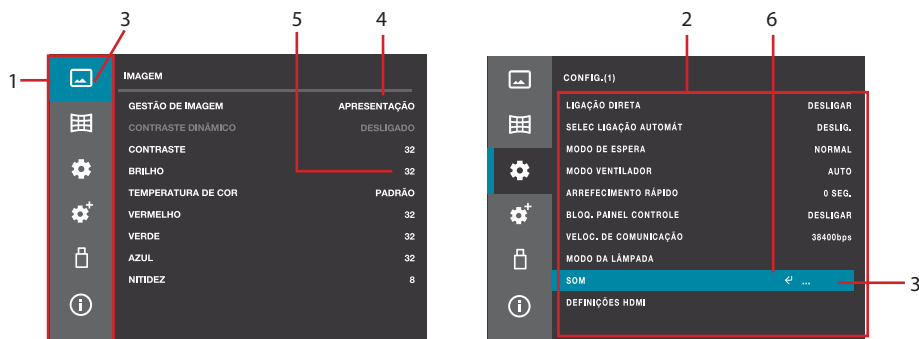 3 5 4
1
IMAGEM
GESTÃO DE IMAGEM APRESENTAÇÃO
CONTRASTE DINÂMICO DESLIGADO
CONTRASTE 32
BRILHO 32
TEMPERATURA DE COR PADRÃO
VERMELHO 32
VERDE 32
AZUL 32
NITIDEZ 8
2 6
CONFIG.(1)
LIGAÇÃO DIRETA DESLIGAR
SELEC LIGAÇÃO AUTOMÁT DESLIG.
MODO DE ESPERA NORMAL
MODO VENTILADOR AUTO
ARREFECIMENTO RÁPIDO 0 SEG.
BLOQ. PAINEL CONTROLE DESLIGAR
VELOC. DE COMUNICAÇÃO 38400bps
MODO DA LÂMPADA
SOM ...
3
DEFINIÇÕES HDMI